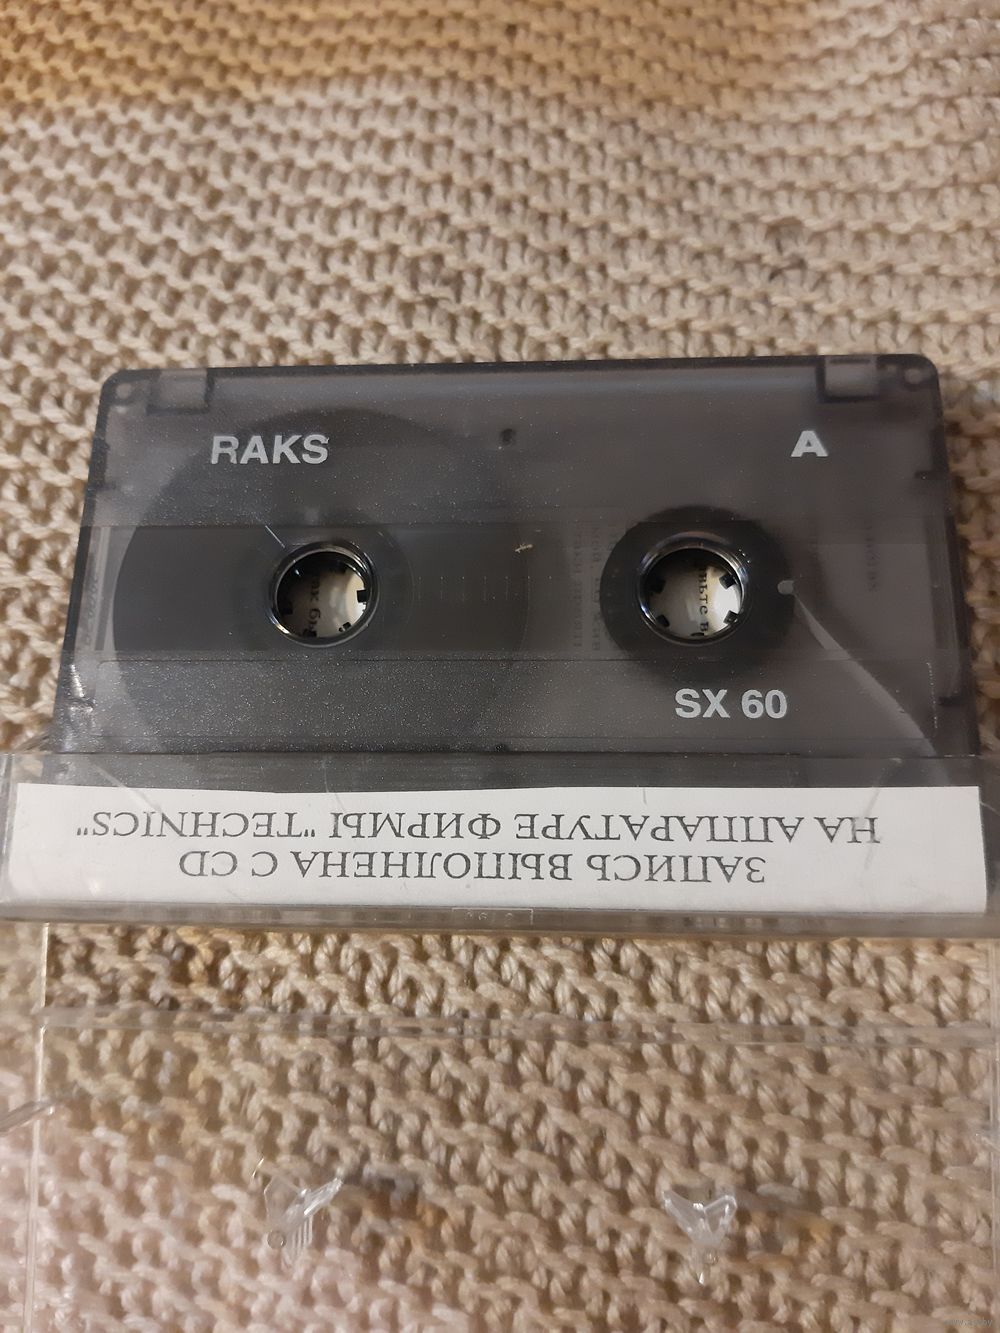 RAKS
A
SX 60
ЗАПИСЬ ВЫПОЛНЕНА С CD
НА АППАРАТУРЕ ФИРМЫ "TECHNICS"